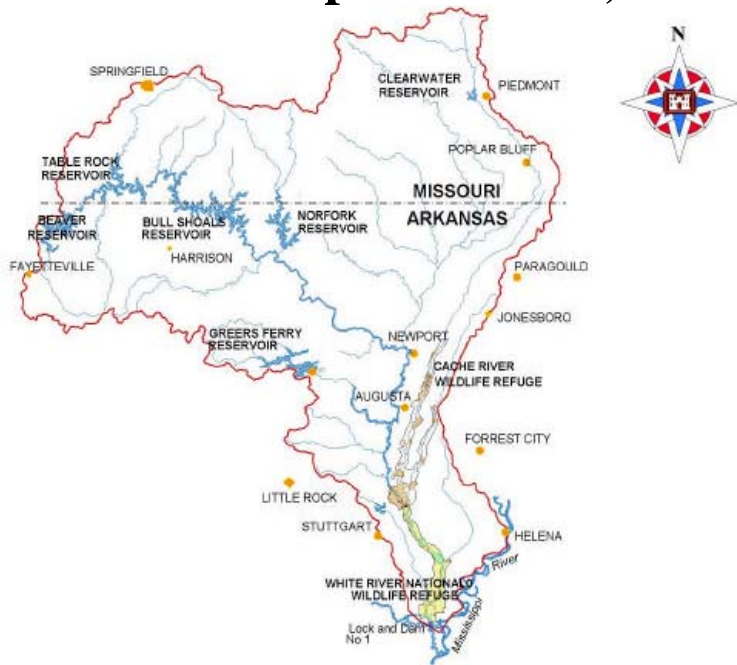 N
SPRINGFIELD
CLEARWATER
RESERVOIR
PIEDMONT
POPLAR BLUFF
TABLE ROCK
RESERVOIR
MISSOURI
ARKANSAS
BEAVER
RESERVOIR
BULL SHOALS
RESERVOIR
NORFORK
RESERVOIR
HARRISON
FAYETTEVILLE
PARAGOULD
JONESBORO
GREERS FERRY
RESERVOIR
NEWPORT
CACHE RIVER
WILDLIFE REFUGE
AUGUSTA
FORREST CITY
LITTLE ROCK
STUTTGART
HELENA
WHITE RIVER NATIONAL0
WILDLIFE REFUGE
Mississippi River
Lock and Dam
No 1